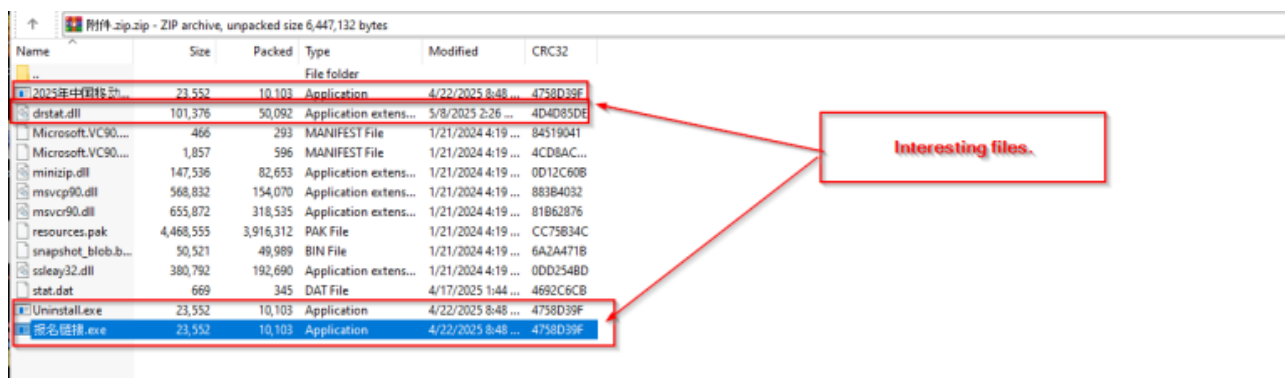 附件.zip.zip - ZIP archive, unpacked size 6,447,132 bytes
Name Size Packed Type Modified CRC32
.. File folder
2025年中国移动... 23,552 10,103 Application 4/22/2025 8:48 ... 4758D39F
drstat.dll 101,376 50,092 Application extens... 5/8/2025 2:26 ... 4D4D85DE
Microsoft.VC90.... 466 293 MANIFEST File 1/21/2024 4:19 ... 84519041
Microsoft.VC90.... 1,857 596 MANIFEST File 1/21/2024 4:19 ... 4CD8AC...
minizip.dll 147,536 82,653 Application extens... 1/21/2024 4:19 ... 0D12C60B
msvcp90.dll 568,832 154,070 Application extens... 1/21/2024 4:19 ... 883B4032
msvcr90.dll 655,872 318,535 Application extens... 1/21/2024 4:19 ... 81B62876
resources.pak 4,468,555 3,916,312 PAK File 1/21/2024 4:19 ... CC75B34C
snapshot_blob.b... 50,521 49,989 BIN File 1/21/2024 4:19 ... 6A2A471B
ssleay32.dll 380,792 192,690 Application extens... 1/21/2024 4:19 ... 0DD254BD
stat.dat 669 345 DAT File 4/17/2025 1:44 ... 4692C6CB
Uninstall.exe 23,552 10,103 Application 4/22/2025 8:48 ... 4758D39F
报名链接.exe 23,552 10,103 Application 4/22/2025 8:48 ... 4758D39F
Interesting files.